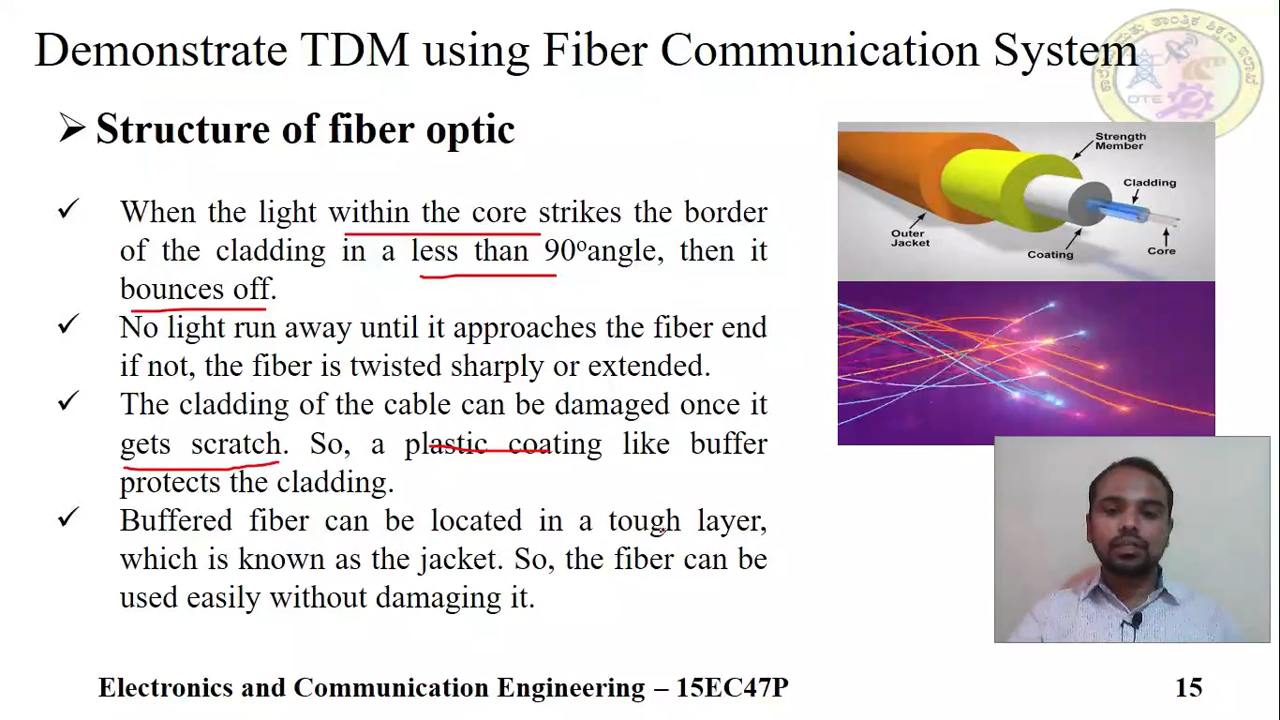 Demonstrate TDM using Fiber Communication System
➢ Structure of fiber optic
✓ When the light within the core strikes the border
of the cladding in a less than 90ºangle, then it
bounces off.
✓ No light run away until it approaches the fiber end
if not, the fiber is twisted sharply or extended.
✓ The cladding of the cable can be damaged once it
gets scratch. So, a plastic coating like buffer
protects the cladding.
✓ Buffered fiber can be located in a tough layer,
which is known as the jacket. So, the fiber can be
used easily without damaging it.
Strength
Member
Cladding
Outer
Jacket
Coating
Core
DTE
Electronics and Communication Engineering – 15EC47P
15